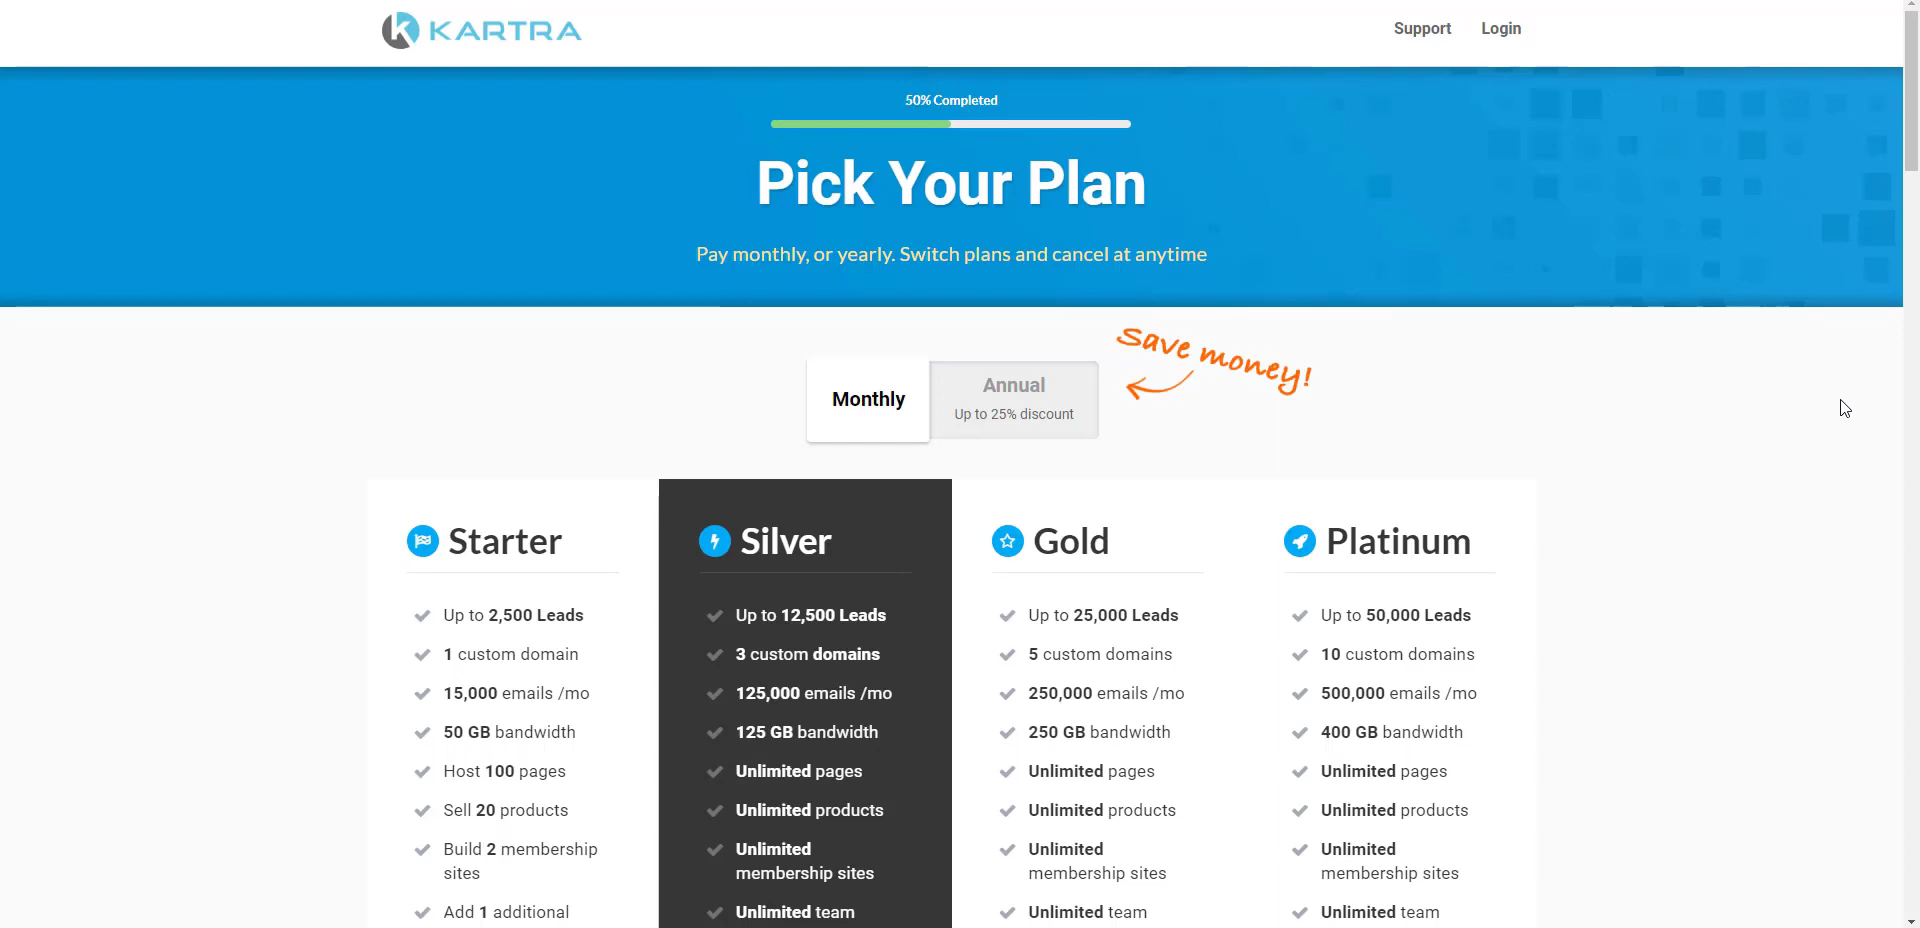 KARTRA
Support
Login
50% Completed
Pick Your Plan
Pay monthly, or yearly. Switch plans and cancel at anytime
Monthly
Annual
Up to 25% discount
Save money!
Starter
Up to 2,500 Leads
1 custom domain
15,000 emails /mo
50 GB bandwidth
Host 100 pages
Sell 20 products
Build 2 membership
sites
Add 1 additional
Silver
Up to 12,500 Leads
3 custom domains
125,000 emails /mo
125 GB bandwidth
Unlimited pages
Unlimited products
Unlimited
membership sites
Unlimited team
Gold
Up to 25,000 Leads
5 custom domains
250,000 emails /mo
250 GB bandwidth
Unlimited pages
Unlimited products
Unlimited
membership sites
Unlimited team
Platinum
Up to 50,000 Leads
10 custom domains
500,000 emails /mo
400 GB bandwidth
Unlimited pages
Unlimited products
Unlimited
membership sites
Unlimited team